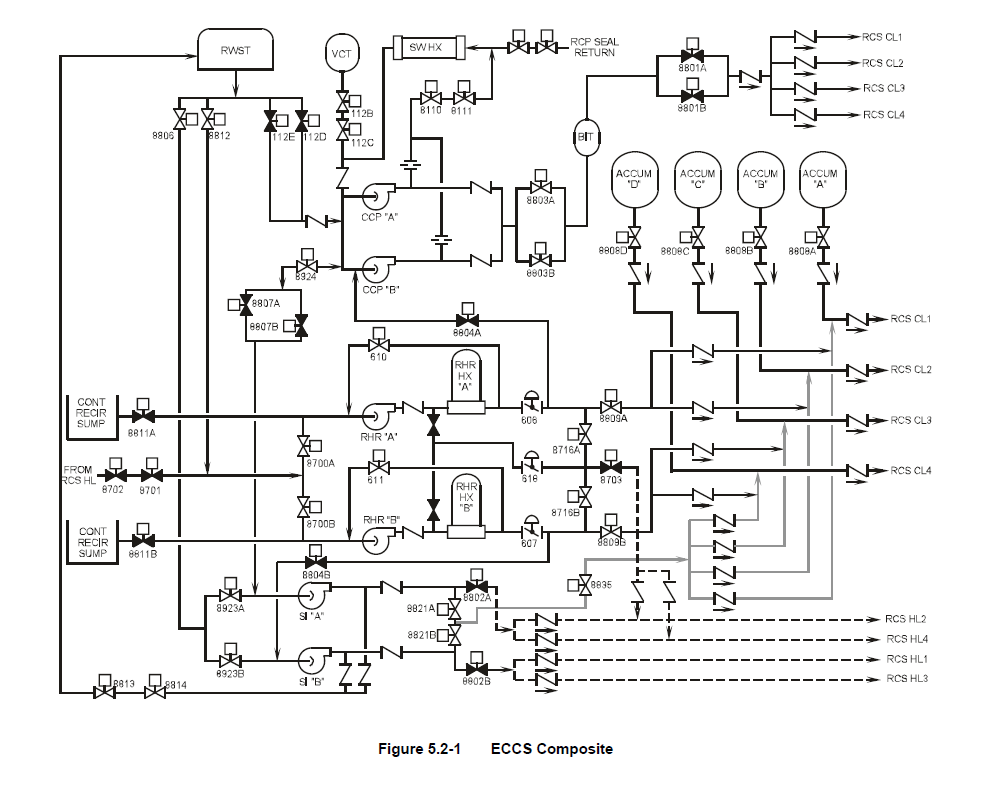 RWST
VCT
SW HX
RCP SEAL
RETURN
8801A
8801B
RCS CL1
RCS CL2
RCS CL3
RCS CL4
8806
8812
112E
112D
112B
112C
8110
8111
BIT
ACCUM
"D"
ACCUM
"C"
ACCUM
"B"
ACCUM
"A"
CCP "A"
8803A
8803B
8808D
8808C
8808B
8808A
8924
CCP "B"
8807A
8807B
8804A
610
RCS CL1
RCS CL2
RCS CL3
RCS CL4
RHR
HX
"A"
CONT
RECIR
SUMP
8811A
RHR "A"
606
8809A
8700A
8716A
FROM
RCS HL
8702
8701
611
618
8703
RHR
HX
"B"
8700B
8716B
CONT
RECIR
SUMP
8811B
RHR "B"
607
8809B
8804B
8835
8923A
SI "A"
8802A
8821A
8821B
8923B
SI "B"
8802B
8813
8814
RCS HL2
RCS HL4
RCS HL1
RCS HL3
Figure 5.2-1 ECCS Composite